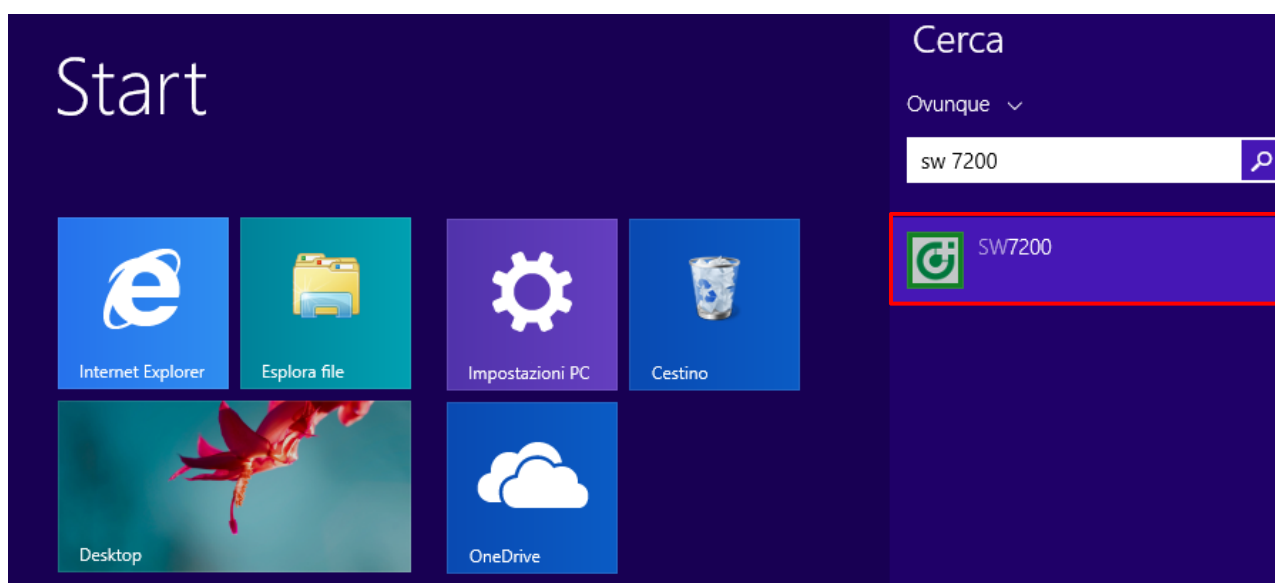 Start
Cerca
Ovunque
sw 7200
SW7200
Internet Explorer
Esplora file
Impostazioni PC
Cestino
Desktop
OneDrive